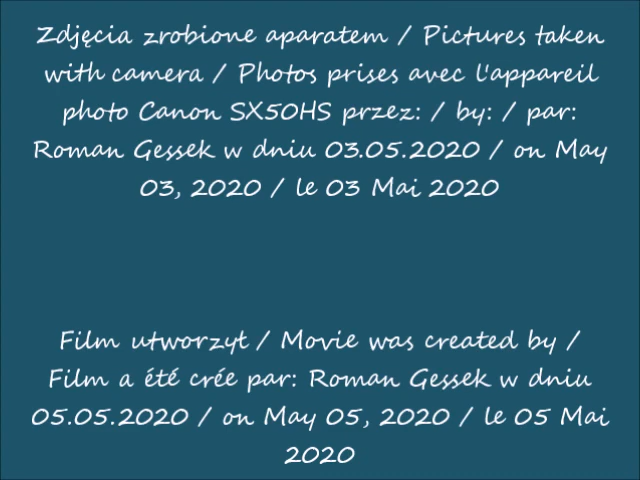 Zdjęcia zrobione aparatem / Pictures taken
with camera / Photos prises avec l'appareil
photo Canon SX50HS przez: / by: / par:
Roman Gessek w dniu 03.05.2020 / on May
03, 2020 / le 03 Mai 2020
Film utworzył / Movie was created by /
Film a été crée par: Roman Gessek w dniu
05.05.2020 / on May 05, 2020 / le 05 Mai
2020